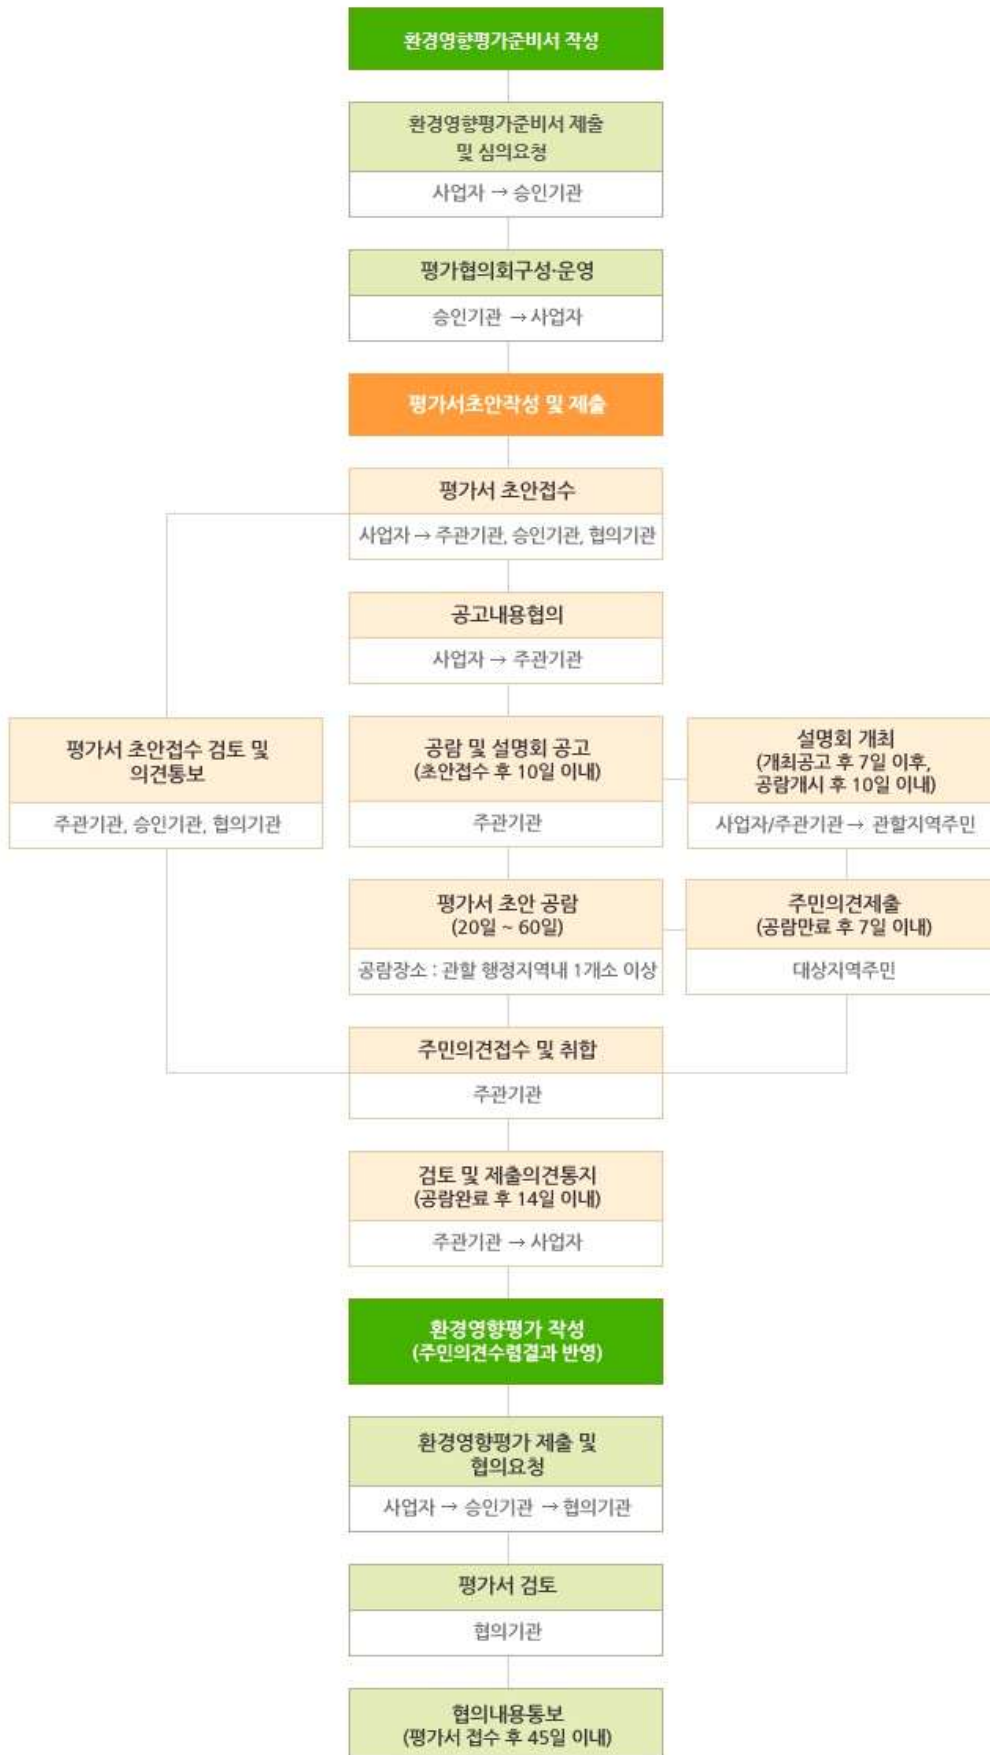 환경영향평가준비서 작성
환경영향평가준비서 제출
및 심의요청
사업자 → 승인기관
평가협의회구성·운영
승인기관 → 사업자
평가서초안작성 및 제출
평가서 초안접수
사업자 → 주관기관, 승인기관, 협의기관
공고내용협의
사업자 → 주관기관
평가서 초안접수 검토 및
의견통보
주관기관, 승인기관, 협의기관
공람 및 설명회 공고
(초안접수 후 10일 이내)
주관기관
설명회 개최
(개최공고 후 7일 이후,
공람개시 후 10일 이내)
사업자/주관기관 → 관할지역주민
평가서 초안 공람
(20일 ~ 60일)
공람장소 : 관할 행정지역내 1개소 이상
주민의견제출
(공람만료 후 7일 이내)
대상지역주민
주민의견접수 및 취합
주관기관
검토 및 제출의견통지
(공람완료 후 14일 이내)
주관기관 → 사업자
환경영향평가 작성
(주민의견수렴결과 반영)
환경영향평가 제출 및
협의요청
사업자 → 승인기관 → 협의기관
평가서 검토
협의기관
협의내용통보
(평가서 접수 후 45일 이내)